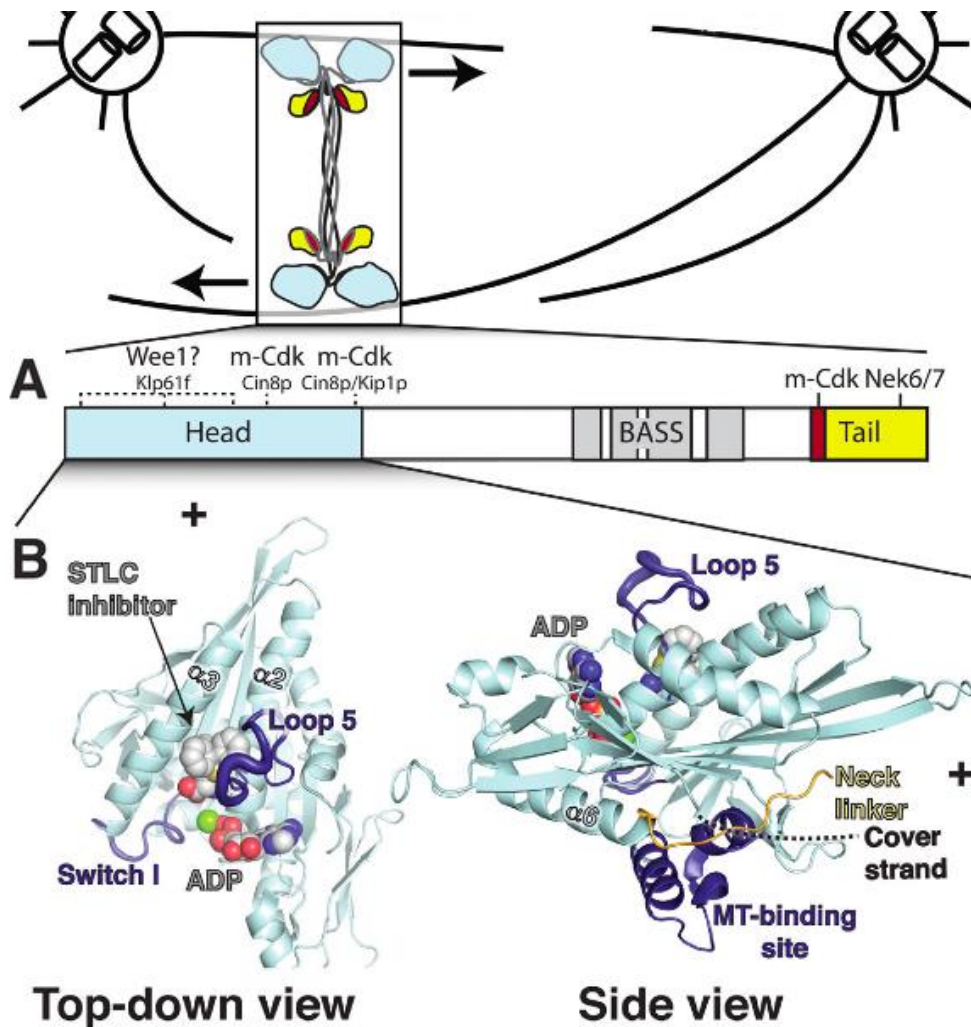 A
Wee1? m-Cdk m-Cdk
Klp61f Cin8p Cin8p/Kip1p
m-Cdk Nek6/7
Head
BASS
Tail
+
B
STLC
inhibitor
α3
α2
Loop 5
Switch I
ADP
Top-down view
Loop 5
ADP
+
Neck
linker
α6
Cover
strand
MT-binding
site
Side view